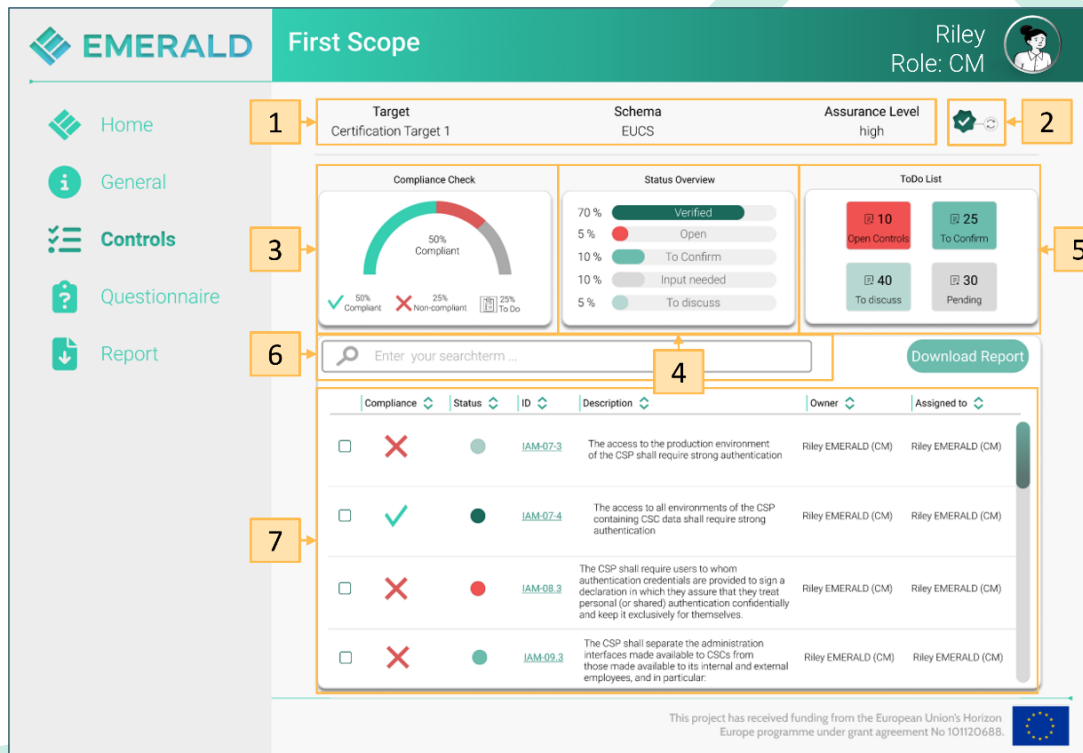 EMERALD
First Scope
Riley
Role: CM
Home
General
Controls
Questionnaire
Report
1
Target
Certification Target 1
Schema
EUCS
Assurance Level
high
2
3
Compliance Check
50%
Compliant
50%
Compliant
25%
Non-compliant
25%
To Do
Status Overview
70 % Verified
5 % Open
10 % To Confirm
10 % Input needed
5 % To discuss
4
ToDo List
10
Open Controls
25
To Confirm
40
To discuss
30
Pending
5
6
Enter your searchterm ...
Download Report
7
Compliance Status ID Description Owner Assigned to
IAM-07-3
The access to the production environment
of the CSP shall require strong authentication
Riley EMERALD (CM) Riley EMERALD (CM)
IAM-07-4
The access to all environments of the CSP
containing CSC data shall require strong
authentication
Riley EMERALD (CM) Riley EMERALD (CM)
IAM-08.3
The CSP shall require users to whom
authentication credentials are provided to sign a
declaration in which they assure that they treat
personal (or shared) authentication confidentially
and keep it exclusively for themselves.
Riley EMERALD (CM) Riley EMERALD (CM)
IAM-09.3
The CSP shall separate the administration
interfaces made available to CSCs from
those made available to its internal and external
employees, and in particular:
Riley EMERALD (CM) Riley EMERALD (CM)
This project has received funding from the European Union's Horizon
Europe programme under grant agreement No 101120688.